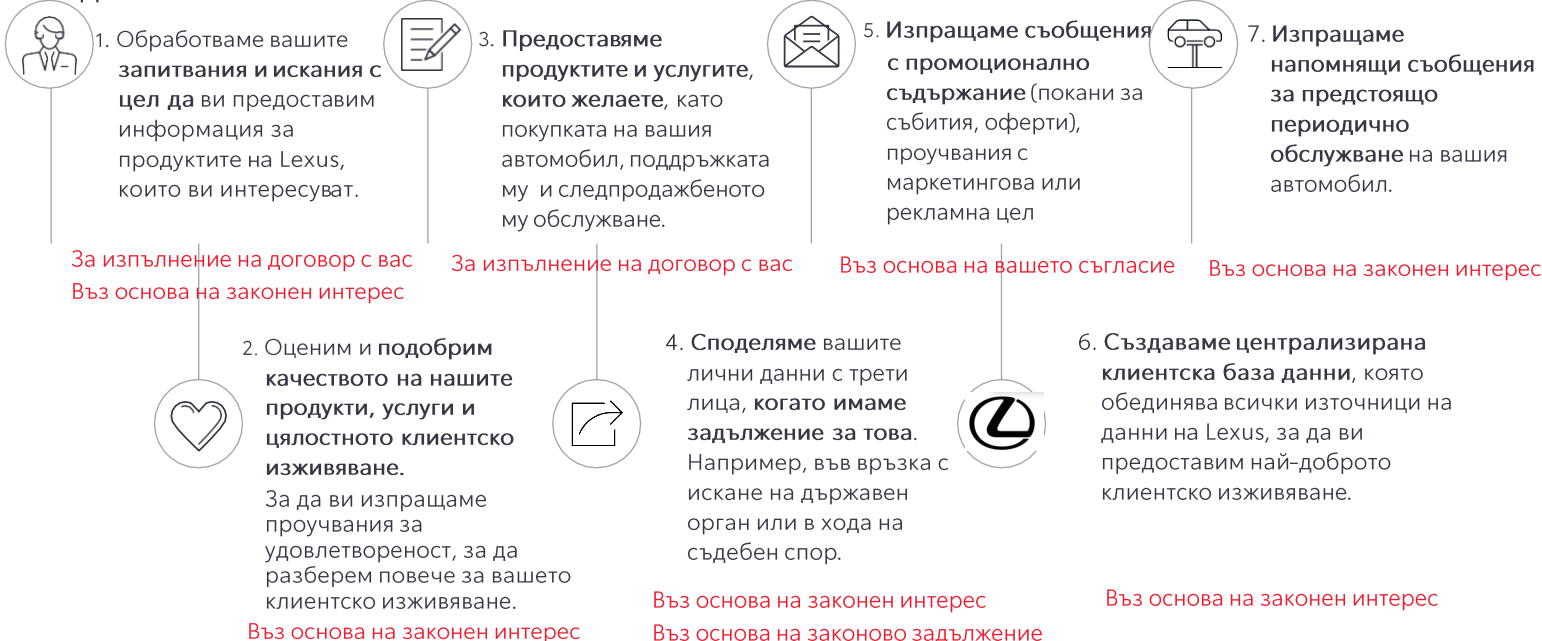 1. Обработваме вашите
запитвания и искания с
цел да ви предоставим
информация за
продуктите на Lexus,
които ви интересуват.
За изпълнение на договор с вас
Въз основа на законен интерес
2. Оценим и подобрим
качеството на нашите
продукти, услуги и
цялостното клиентско
изживяване.
За да ви изпращаме
проучвания за
удовлетвореност, за да
разберем повече за вашето
клиентско изживяване.
Въз основа на законен интерес
3. Предоставяме
продуктите и услугите,
които желаете, като
покупката на вашия
автомобил, поддръжката
му и следпродажбеното
му обслужване.
За изпълнение на договор с вас
4. Споделяме вашите
лични данни с трети
лица, когато имаме
задължение за това.
Например, във връзка с
искане на държавен
орган или в хода на
съдебен спор.
Въз основа на законен интерес
Въз основа на законово задължение
5. Изпращаме съобщения
с промоционално
съдържание (покани за
събития, оферти),
проучвания с
маркетингова или
рекламна цел
Въз основа на вашето съгласие
6. Създаваме централизирана
клиентска база данни, която
обединява всички източници на
данни на Lexus, за да ви
предоставим най-доброто
клиентско изживяване.
Въз основа на законен интерес
7. Изпращаме
напомнящи съобщения
за предстоящо
периодично
обслужване на вашия
автомобил.
Въз основа на законен интерес